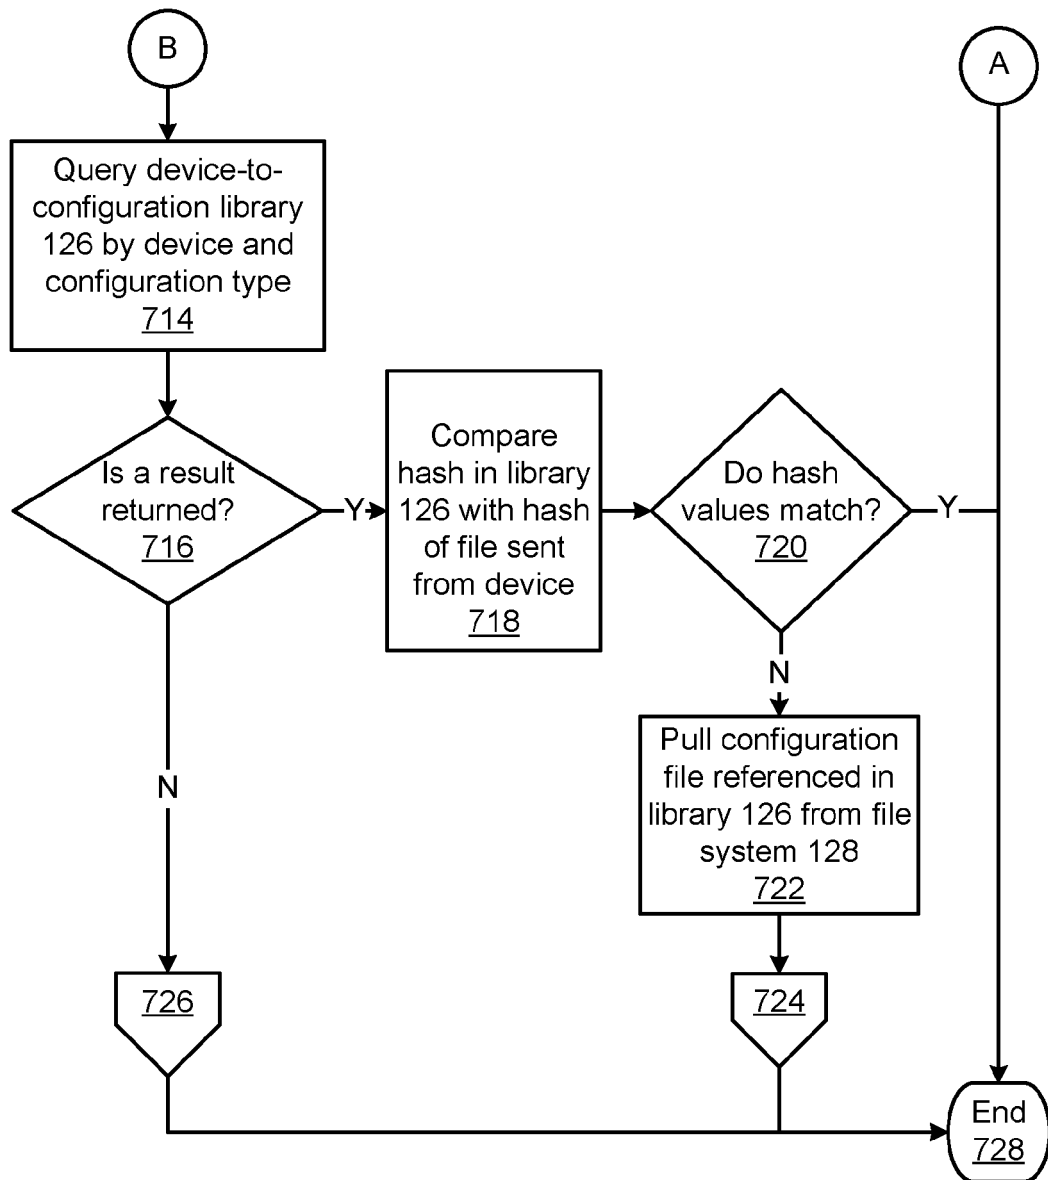 B
A
Query device-to-
configuration library
126 by device and
configuration type
714
Is a result
returned?
716
Y
Compare
hash in library
126 with hash
of file sent
from device
718
Do hash
values match?
720
Y
N
N
Pull configuration
file referenced in
library 126 from file
system 128
722
726
724
End
728